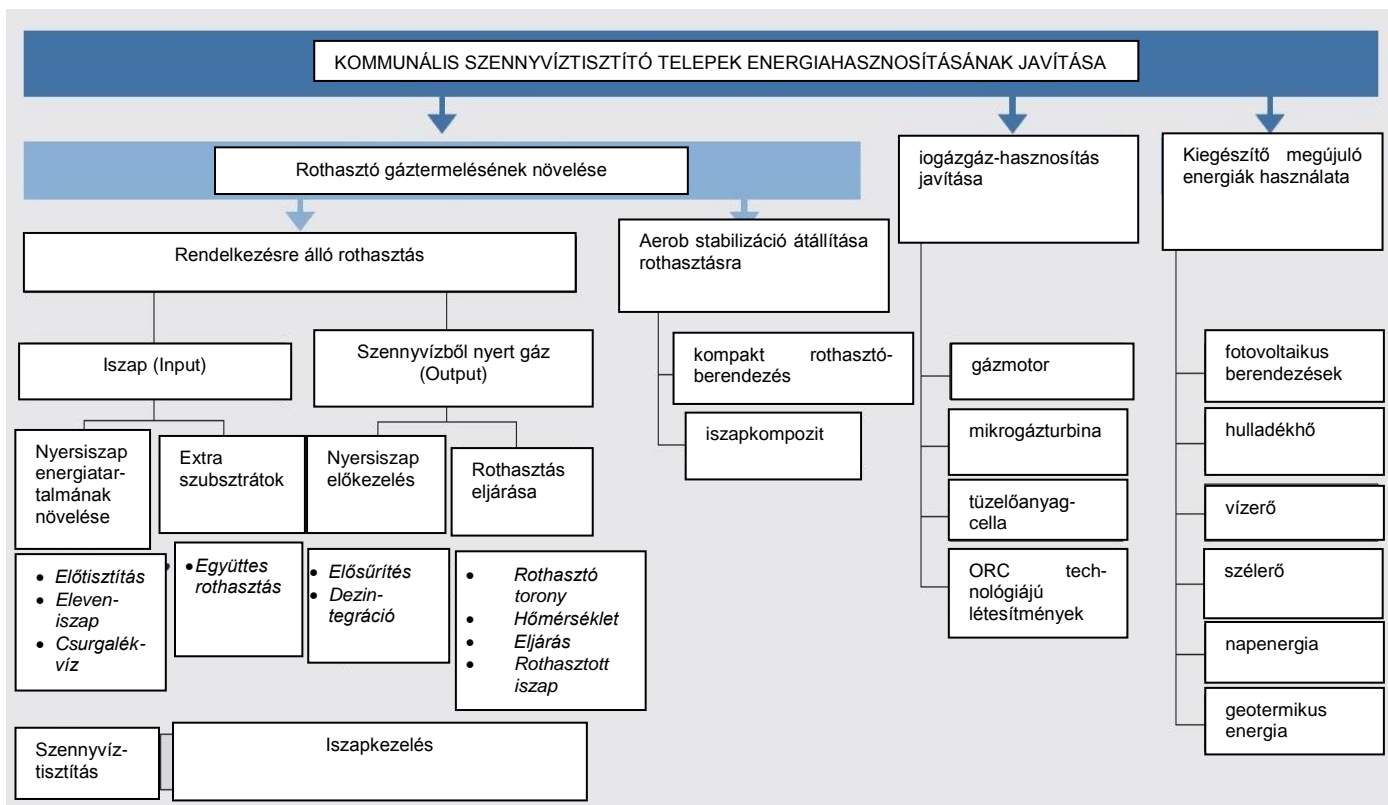 KOMMUNÁLIS SZENNYVÍZTISZTÍTÓ TELEPEK ENERGIAHASZNOSÍTÁSÁNAK JAVÍTÁSA
Rothasztó gáztermelésének növelése
iogázgáz-hasznosítás
javítása
Kiegészítő megújuló
energiák használata
Rendelkezésre álló rothasztás
Aerob stabilizáció átállítása
rothasztásra
Iszap (Input)
Szennyvízből nyert gáz
(Output)
kompakt rothasztó-
berendezés
iszapkompozit
gázmotor
mikrogázturbina
tüzelőanyag-
cella
ORC tech-
nológiájú
létesítmények
fotovoltaikus
berendezések
hulladékhő
vízerő
szélerő
napenergia
geotermikus
energia
Nyersiszap
energiatar-
talmának
növelése
Extra
szubsztrátok
Nyersiszap
előkezelés
Rothasztás
eljárása
• Előtisztítás
• Eleven-
iszap
• Csurgalék-
víz
• •Együttes
rothasztás
• Elősűrítés
• Dezin-
tegráció
• Rothasztó
torony
• Hőmérséklet
• Eljárás
• Rothasztott
iszap
Szennyvíz-
tisztítás
Iszapkezelés